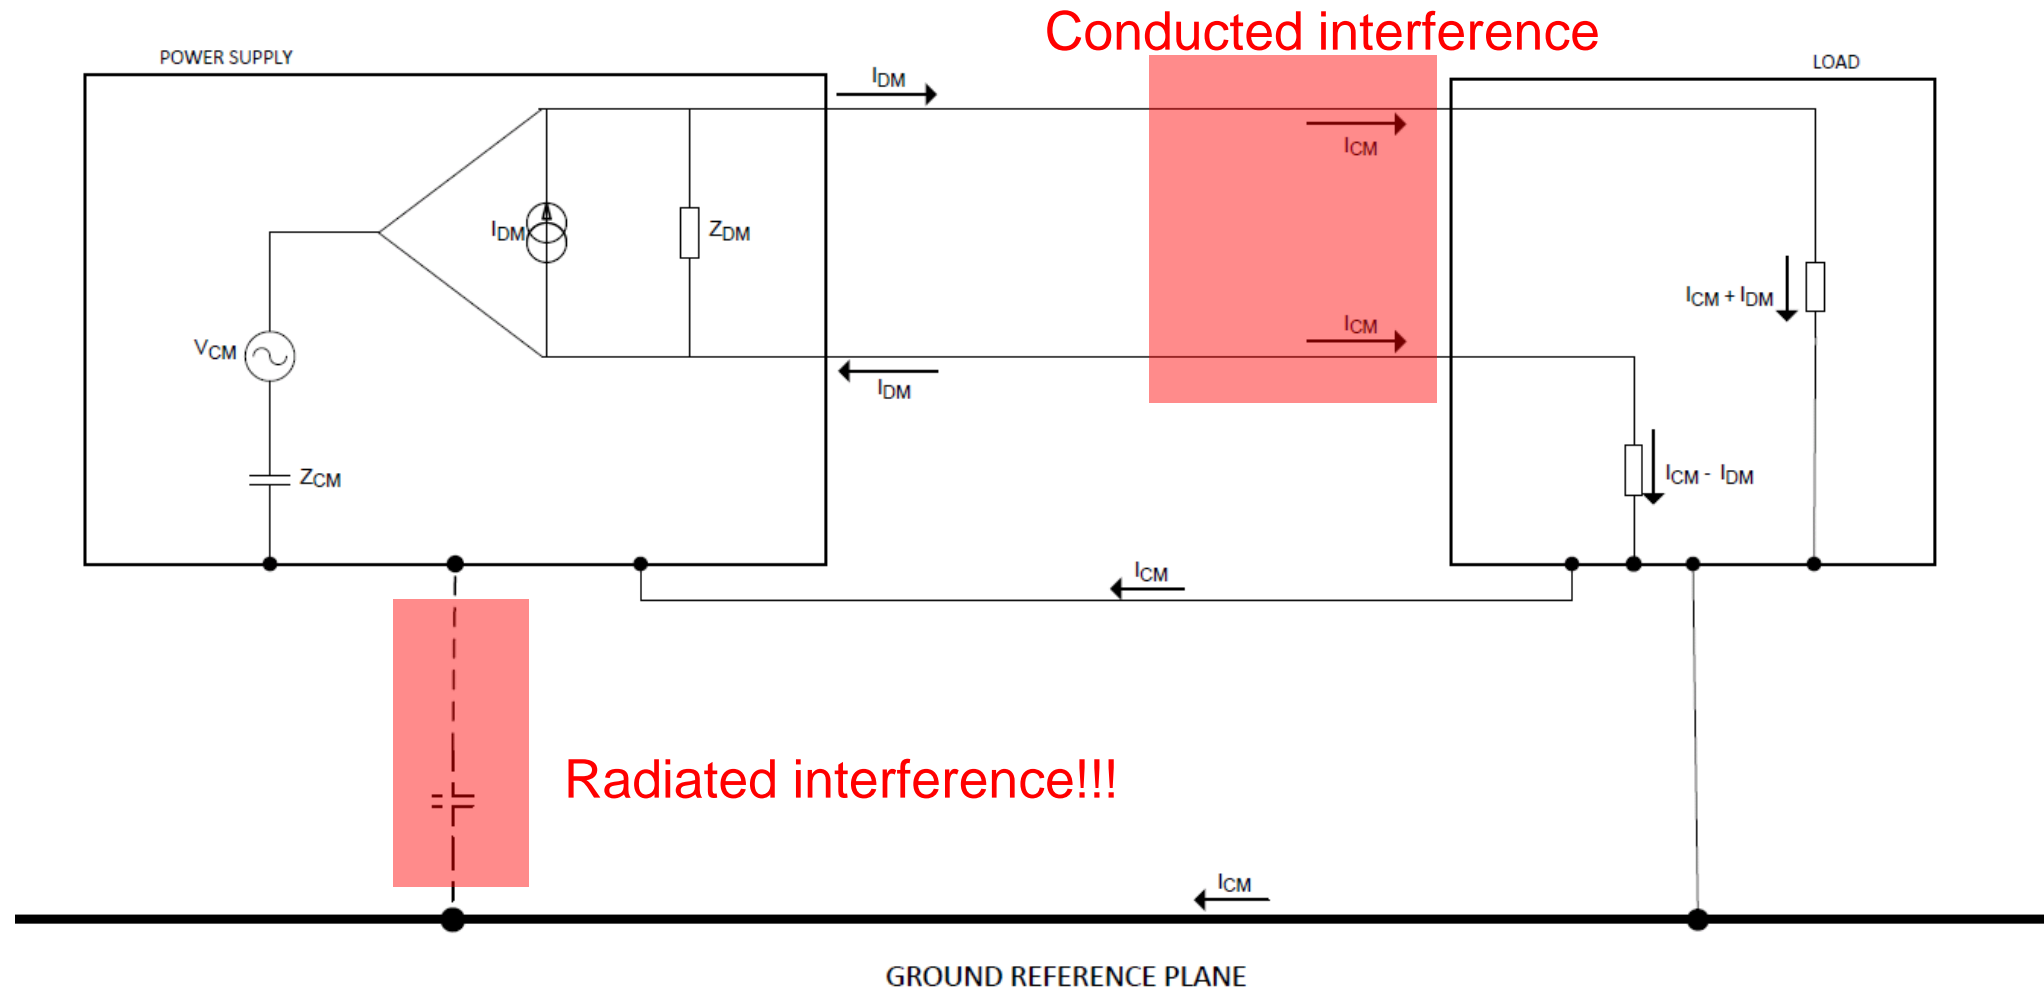 Conducted interference
POWER SUPPLY
LOAD
IDM
ICM
IDM
ZDM
ICM + IDM
ICM
VCM
IDM
ICM - IDM
ZCM
ICM
Radiated interference!!!
ICM
GROUND REFERENCE PLANE